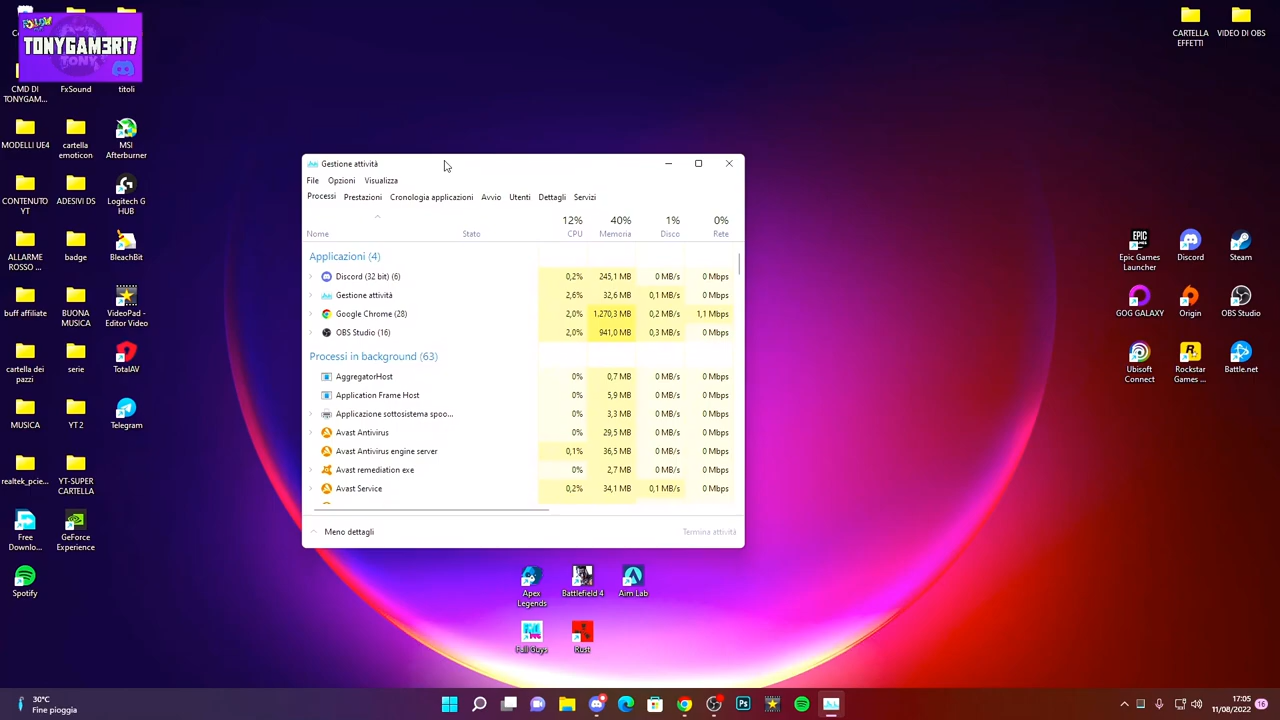 FOLLOW
TONYGAM3RI7
TONY
CMD DI
TONYGAM...
FxSound
titoli
MODELLI UE4
cartella
emoticon
MSI
Afterburner
CONTENUTO
YT
ADESIVI DS
Logitech G
HUB
ALLARME
ROSSO ...
badge
BleachBit
buff affiliate
BUONA
MUSICA
VideoPad -
Editor Video
cartella dei
pazzi
serie
TotalAV
MUSICA
YT 2
Telegram
realtek_pcie...
YT-SUPER
CARTELLA
Free
Downlo...
GeForce
Experience
Spotify
Gestione attività
File Opzioni Visualizza
Processi Prestazioni Cronologia applicazioni Avvio Utenti Dettagli Servizi
12% 40% 1% 0%
Nome Stato CPU Memoria Disco Rete
Applicazioni (4)
Discord (32 bit) (6) 0,2% 245,1 MB 0 MB/s 0 Mbps
Gestione attività 2,6% 32,6 MB 0,1 MB/s 0 Mbps
Google Chrome (28) 2,0% 1.270,3 MB 0,2 MB/s 1,1 Mbps
OBS Studio (16) 2,0% 941,0 MB 0,3 MB/s 0 Mbps
Processi in background (63)
AggregatorHost 0% 0,7 MB 0 MB/s 0 Mbps
Application Frame Host 0% 5,9 MB 0 MB/s 0 Mbps
Applicazione sottosistema spoo... 0% 3,3 MB 0 MB/s 0 Mbps
Avast Antivirus 0% 29,5 MB 0 MB/s 0 Mbps
Avast Antivirus engine server 0,1% 36,5 MB 0 MB/s 0 Mbps
Avast remediation exe 0% 2,7 MB 0 MB/s 0 Mbps
Avast Service 0,2% 34,1 MB 0,1 MB/s 0 Mbps
Meno dettagli Termina attività
Apex
Legends
Battlefield 4
Aim Lab
Fall Guys
Rust
CARTELLA
EFFETTI
VIDEO DI OBS
EPIC
GAMES
Epic Games
Launcher
Discord
Steam
GOG GALAXY
Origin
OBS Studio
Ubisoft
Connect
Rockstar
Games ...
Battle.net
30°C
Fine pioggia
Ps
17:05
11/08/2022
16